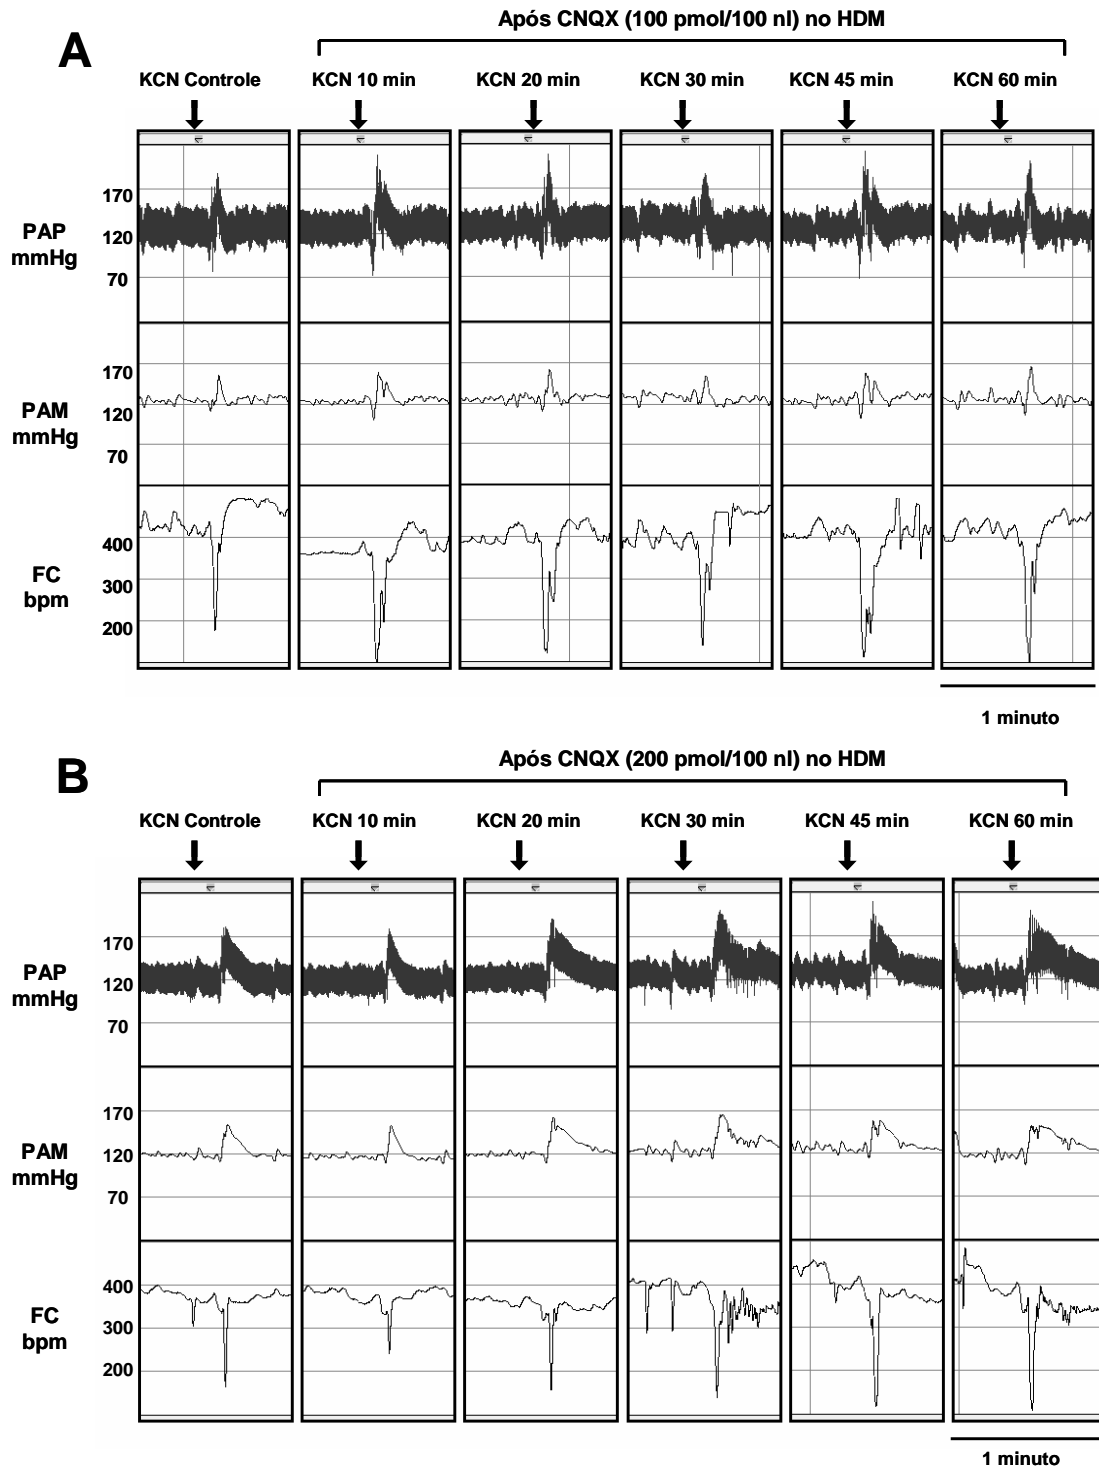 Após CNQX (100 pmol/100 nl) no HDM
A
KCN Controle KCN 10 min KCN 20 min KCN 30 min KCN 45 min KCN 60 min
170
PAP
mmHg
120
70
170
PAM
mmHg
120
70
400
FC
bpm
300
200
1 minuto
Após CNQX (200 pmol/100 nl) no HDM
B
KCN Controle KCN 10 min KCN 20 min KCN 30 min KCN 45 min KCN 60 min
170
PAP
mmHg
120
70
170
PAM
mmHg
120
70
400
FC
bpm
300
200
1 minuto